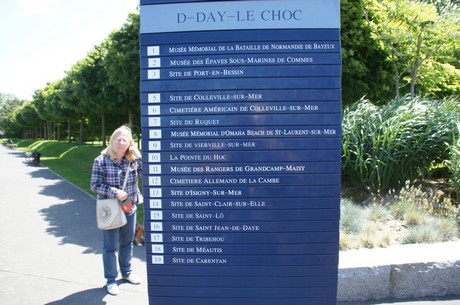 D-DAY-LE CHOC
1 Musée Mémorial de la Bataille de Normandie de Bayeux
2 Musée des Epaves Sous-Marines de Commes
3 Site de Port-en-Bessin
5 Site de Colleville-sur-Mer
6 Cimetière Américain de Colleville-sur-Mer
7 Site du Ruquet
8 Musée Mémorial d'Omaha Beach de St-Laurent-sur-Mer
9 Site de Vierville-sur-Mer
10 La Pointe du Hoc
11 Musée des Rangers de Grandcamp-Maisy
12 Cimetière Allemand de la Cambe
13 Site d'Isigny-sur-Mer
14 Site de Saint-Clair-sur-Elle
15 Site de Saint-Lô
16 Site de Saint Jean-de-Daye
17 Site de Tribehou
18 Site de Méautis
19 Site de Carentan